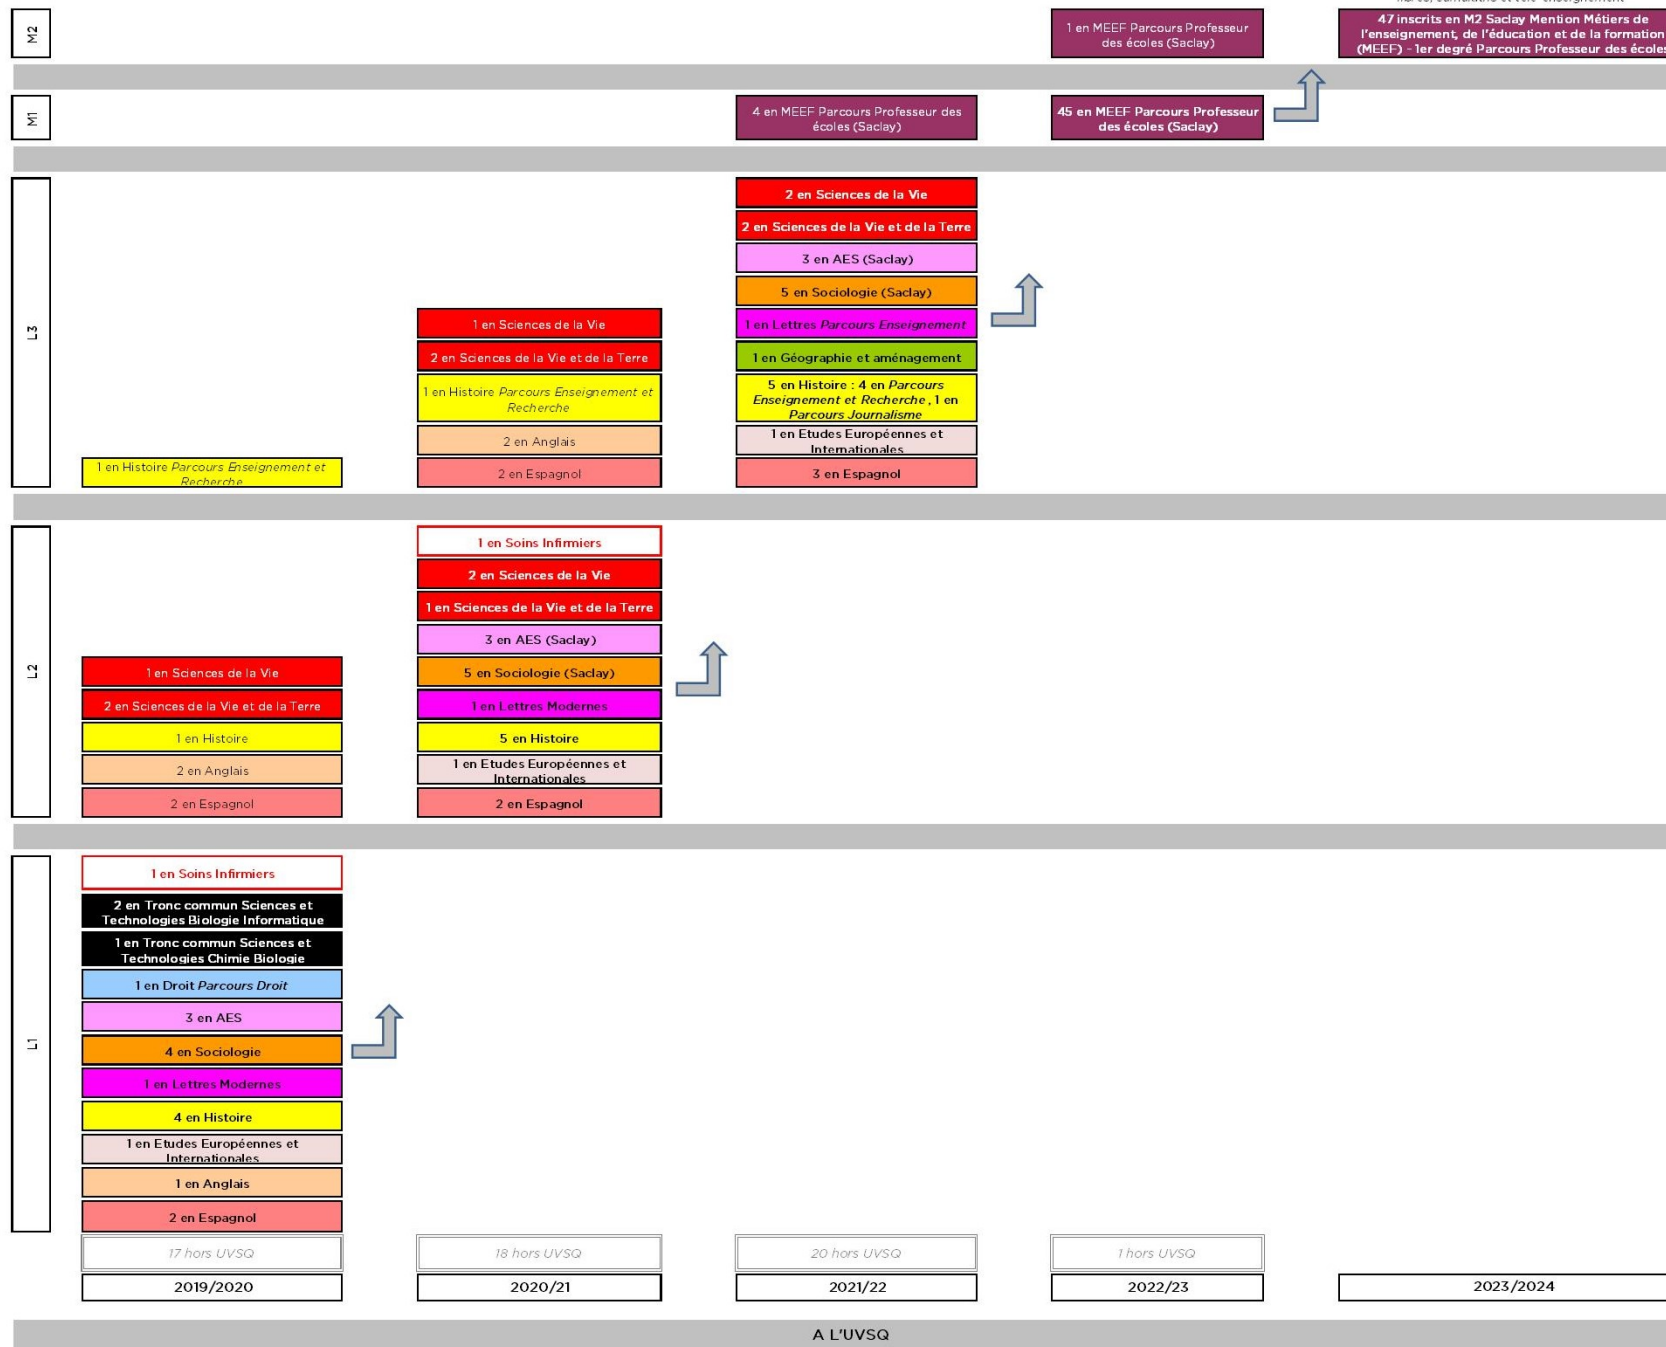 47 inscrits en M2 Saclay Mention Métiers de
l'enseignement, de l'éducation et de la formation
(MEEF) - 1er degré Parcours Professeur des écoles
M2
1 en MEEF Parcours Professeur
des écoles (Saclay)
M1
4 en MEEF Parcours Professeur des
écoles (Saclay)
45 en MEEF Parcours Professeur
des écoles (Saclay)
L3
1 en Histoire Parcours Enseignement et
Recherche
1 en Sciences de la Vie
2 en Sciences de la Vie et de la Terre
1 en Histoire Parcours Enseignement et
Recherche
2 en Anglais
2 en Espagnol
2 en Sciences de la Vie
2 en Sciences de la Vie et de la Terre
3 en AES (Saclay)
5 en Sociologie (Saclay)
1 en Lettres Parcours Enseignement
1 en Géographie et aménagement
5 en Histoire : 4 en Parcours
Enseignement et Recherche, 1 en
Parcours Journalisme
1 en Etudes Européennes et
Internationales
3 en Espagnol
L2
1 en Sciences de la Vie
2 en Sciences de la Vie et de la Terre
1 en Histoire
2 en Anglais
2 en Espagnol
1 en Soins Infirmiers
2 en Sciences de la Vie
1 en Sciences de la Vie et de la Terre
3 en AES (Saclay)
5 en Sociologie (Saclay)
1 en Lettres Modernes
5 en Histoire
1 en Etudes Européennes et
Internationales
2 en Espagnol
L1
1 en Soins Infirmiers
2 en Tronc commun Sciences et
Technologies Biologie Informatique
1 en Tronc commun Sciences et
Technologies Chimie Biologie
1 en Droit Parcours Droit
3 en AES
4 en Sociologie
1 en Lettres Modernes
4 en Histoire
1 en Etudes Européennes et
Internationales
1 en Anglais
2 en Espagnol
17 hors UVSQ
18 hors UVSQ
20 hors UVSQ
1 hors UVSQ
2019/2020
2020/21
2021/22
2022/23
2023/2024
A L'UVSQ